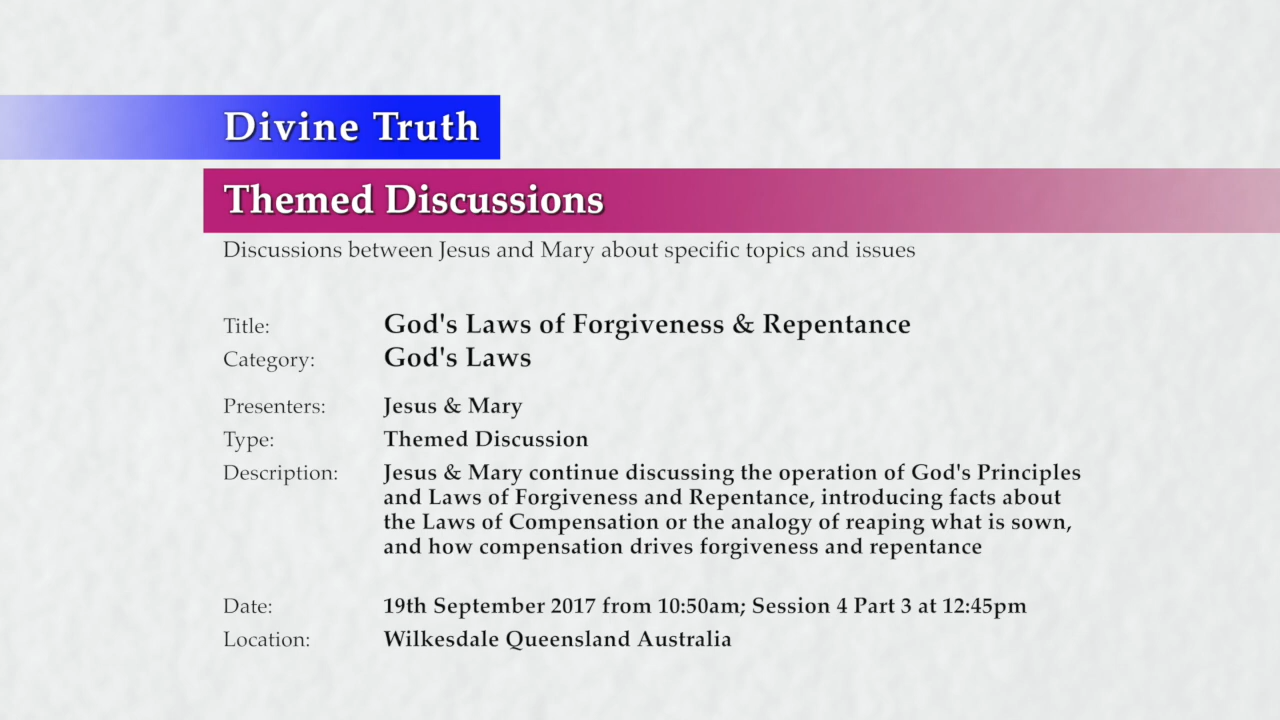 Divine Truth
Themed Discussions
Discussions between Jesus and Mary about specific topics and issues
Title: God's Laws of Forgiveness & Repentance
Category: God's Laws
Presenters: Jesus & Mary
Type: Themed Discussion
Description: Jesus & Mary continue discussing the operation of God's Principles
and Laws of Forgiveness and Repentance, introducing facts about
the Laws of Compensation or the analogy of reaping what is sown,
and how compensation drives forgiveness and repentance
Date: 19th September 2017 from 10:50am; Session 4 Part 3 at 12:45pm
Location: Wilkesdale Queensland Australia